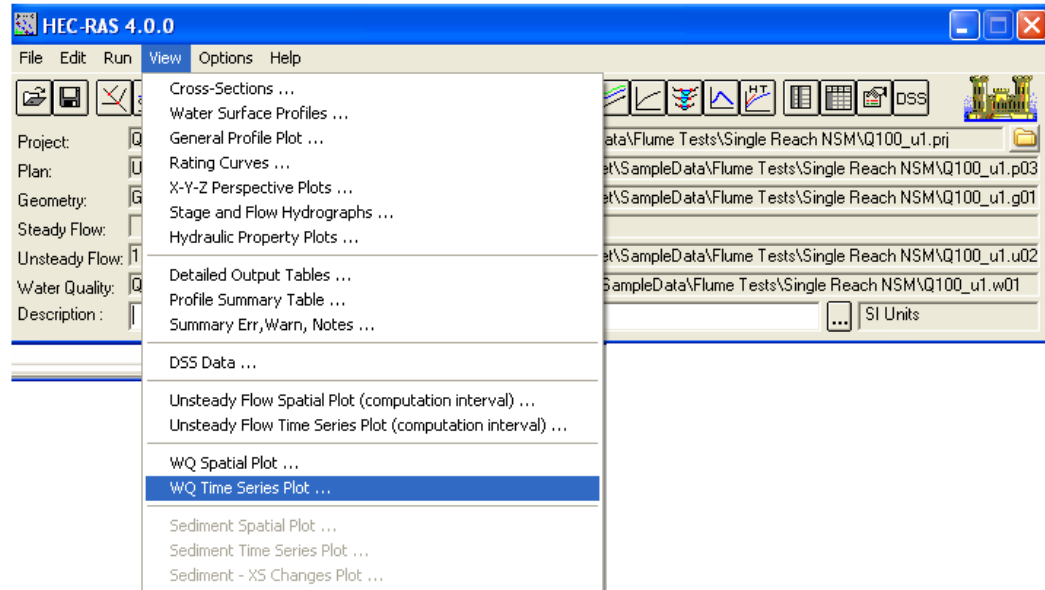 HEC-RAS 4.0.0
File Edit Run View Options Help
HT DSS
Project: Q ata\Flume Tests\Single Reach NSM\Q100_u1.prj
Plan: U et\SampleData\Flume Tests\Single Reach NSM\Q100_u1.p03
Geometry: G et\SampleData\Flume Tests\Single Reach NSM\Q100_u1.g01
Steady Flow:
Unsteady Flow: 1 et\SampleData\Flume Tests\Single Reach NSM\Q100_u1.u02
Water Quality: Q SampleData\Flume Tests\Single Reach NSM\Q100_u1.w01
Description : ... SI Units
Cross-Sections ...
Water Surface Profiles ...
General Profile Plot ...
Rating Curves ...
X-Y-Z Perspective Plots ...
Stage and Flow Hydrographs ...
Hydraulic Property Plots ...
Detailed Output Tables ...
Profile Summary Table ...
Summary Err,Warn, Notes ...
DSS Data ...
Unsteady Flow Spatial Plot (computation interval) ...
Unsteady Flow Time Series Plot (computation interval) ...
WQ Spatial Plot ...
WQ Time Series Plot ...
Sediment Spatial Plot ...
Sediment Time Series Plot ...
Sediment - XS Changes Plot ...